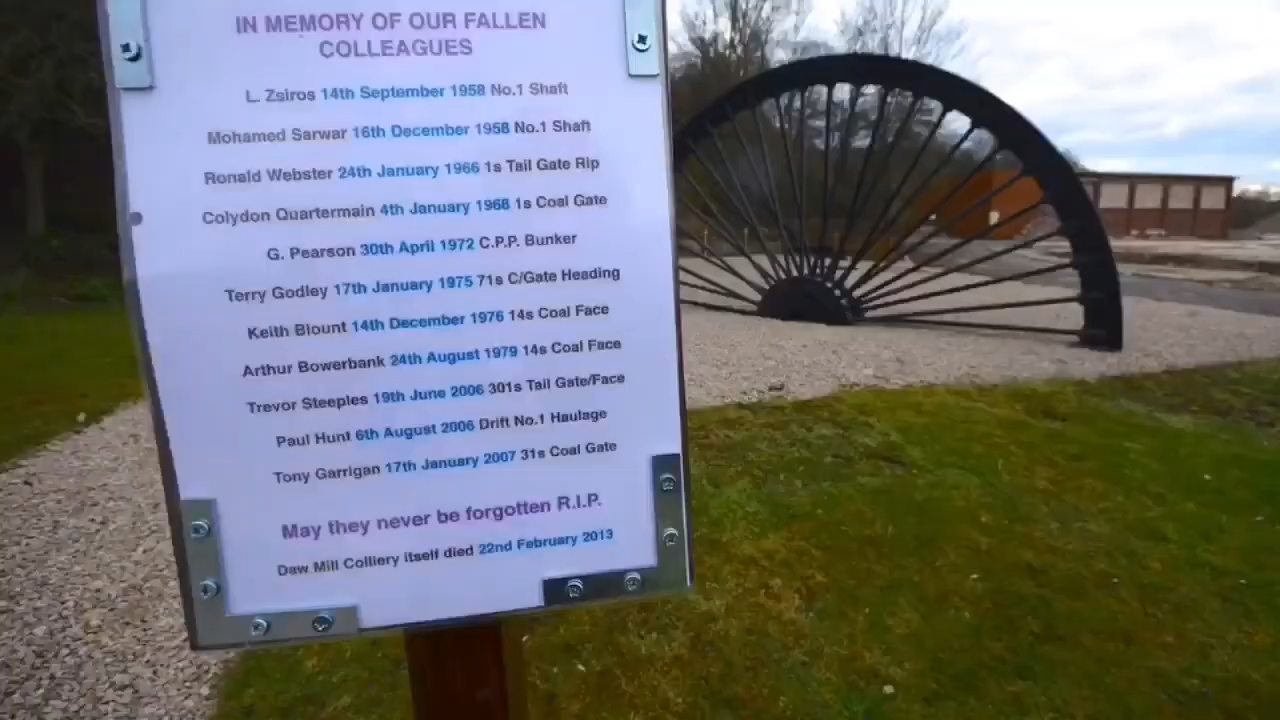 IN MEMORY OF OUR FALLEN
COLLEAGUES
L. Zsiros 14th September 1958 No.1 Shaft
Mohamed Sarwar 16th December 1958 No.1 Shaft
Ronald Webster 24th January 1966 1s Tail Gate Rip
Colydon Quartermain 4th January 1968 1s Coal Gate
G. Pearson 30th April 1972 C.P.P. Bunker
Terry Godley 17th January 1975 71s C/Gate Heading
Keith Blount 14th December 1976 14s Coal Face
Arthur Bowerbank 24th August 1979 14s Coal Face
Trevor Steeples 19th June 2006 301s Tail Gate/Face
Paul Hunt 6th August 2006 Drift No.1 Haulage
Tony Garrigan 17th January 2007 31s Coal Gate
May they never be forgotten R.I.P.
Daw Mill Colliery itself died 22nd February 2013